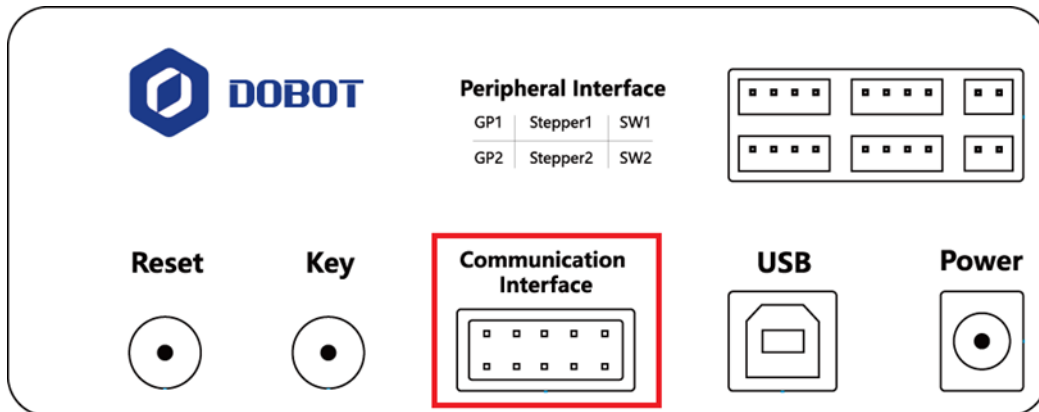 DOBOT
Peripheral Interface
GP1 Stepper1 SW1
GP2 Stepper2 SW2
Reset
Key
Communication
Interface
USB
Power